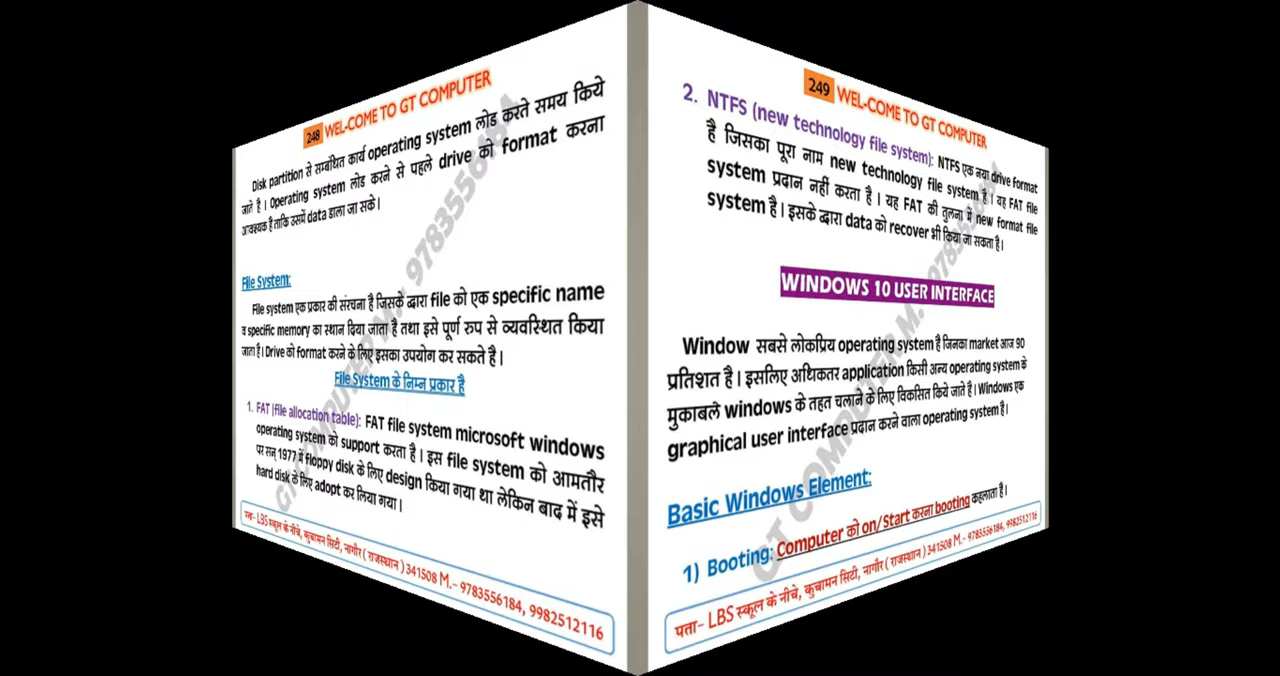 248 WEL-COME TO GT COMPUTER
Disk partition से सम्बंधित कार्य operating system लोड करते समय किये
जाते है। Operating system लोड करने से पहले drive को format करना
आवश्यक है ताकि उसमें data डाला जा सके।
File System:
File system एक प्रकार की संरचना है जिसके द्वारा file को एक specific name
व specific memory का स्थान दिया जाता है तथा इसे पूर्ण रुप से व्यवस्थित किया
जाता है। Drive को format करने के लिए इसका उपयोग कर सकते है।
File System के निम्न प्रकार है
1. FAT (file allocation table): FAT file system microsoft windows
operating system को support करता है। इस file system को आमतौर
पर सन् 1977 में floppy disk के लिए design किया गया था लेकिन बाद में इसे
hard disk के लिए adopt कर लिया गया।
पता- LBS स्कूल के नीचे, कुचामन सिटी, नागौर ( राजस्थान ) 341508 M.- 9783556184, 9982512116
GT COMPUTER M.- 9783556184
249 WEL-COME TO GT COMPUTER
2. NTFS (new technology file system): NTFS एक नया drive format
है जिसका पूरा नाम new technology file system है। यह FAT file
system प्रदान नहीं करता है। यह FAT की तुलना में new format file
system है। इसके द्वारा data को recover भी किया जा सकता है।
WINDOWS 10 USER INTERFACE
Window सबसे लोकप्रिय operating system है जिनका market आज 90
प्रतिशत है। इसलिए अधिकतर application किसी अन्य operating system के
मुकाबले windows के तहत चलाने के लिए विकसित किये जाते है। Windows एक
graphical user interface प्रदान करने वाला operating system है।
Basic Windows Element:
1) Booting: Computer को on/Start करना booting कहलाता है।
पता- LBS स्कूल के नीचे, कुचामन सिटी, नागौर ( राजस्थान ) 341508 M.- 9783556184, 9982512116
GT COMPUTER M.- 9783556184